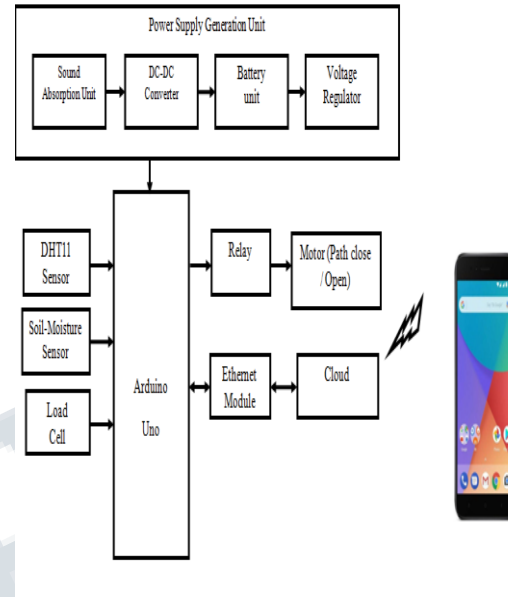 Power Supply Generation Unit
Sound
Absorption Unit
DC-DC
Converter
Battery
unit
Voltage
Regulator
DHT11
Sensor
Soil-Moisture
Sensor
Load
Cell
Arduino
Uno
Relay
Motor (Path close
/ Open)
Ethernet
Module
Cloud